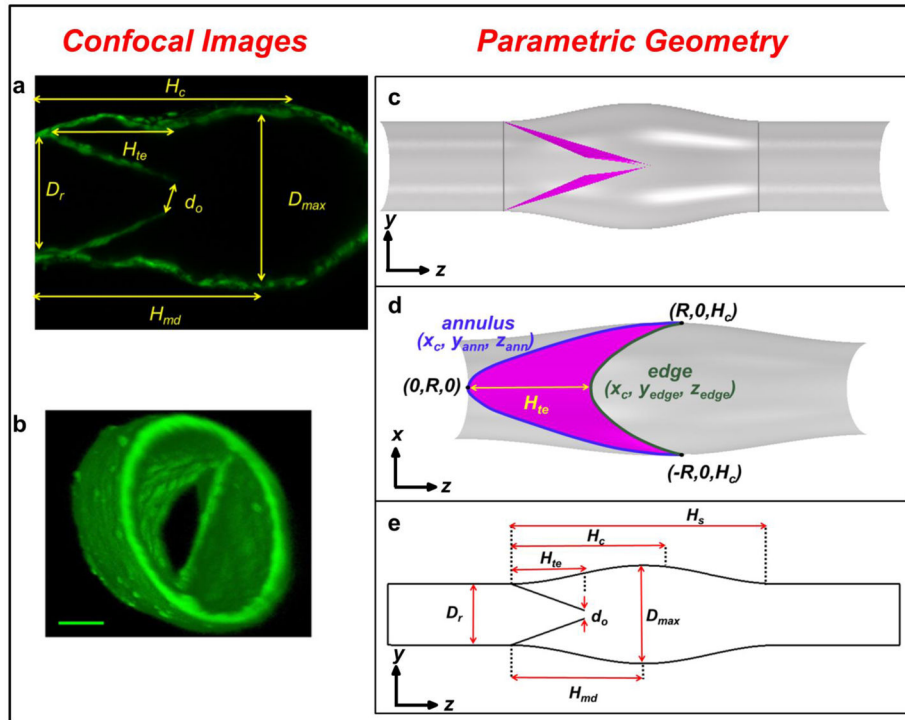 Confocal Images
Parametric Geometry
a
H_c
H_te
D_r
d_o
D_max
H_md
b
c
y
z
d
annulus
(x_c, y_ann, z_ann)
(R,0,H_c)
(0,R,0)
H_te
edge
(x_c, y_edge, z_edge)
x
z
(-R,0,H_c)
e
H_s
H_c
H_te
D_r
d_o
D_max
y
z
H_md